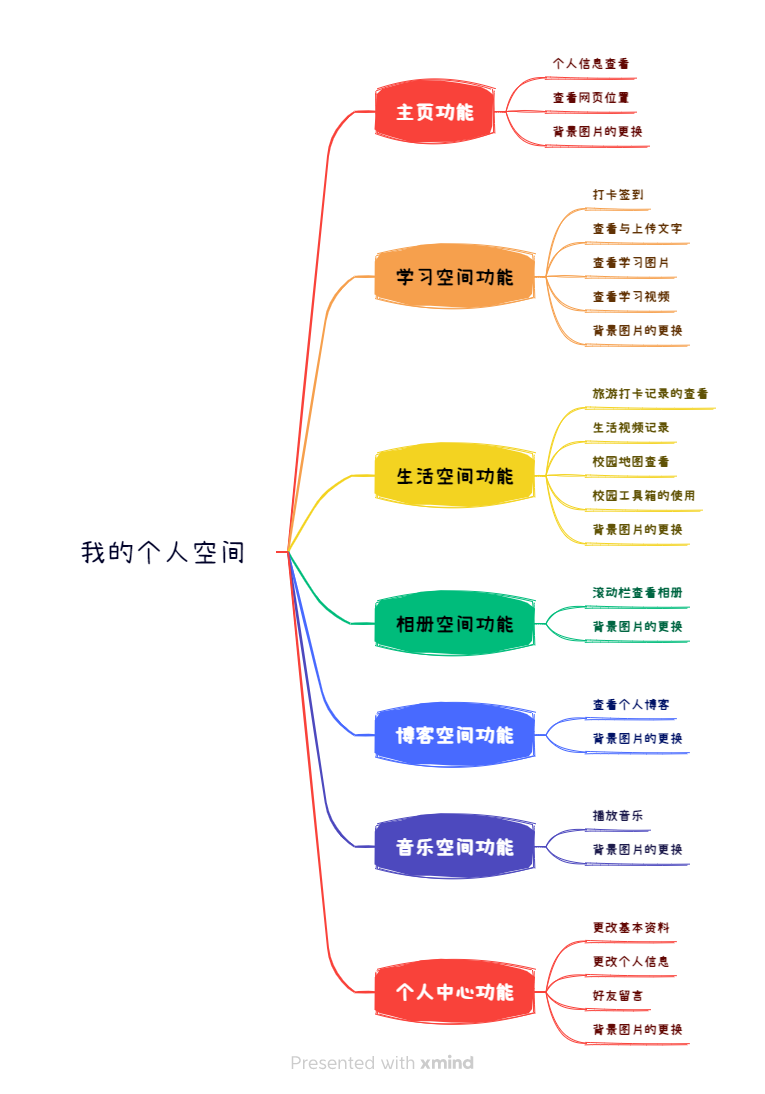 我的个人空间
主页功能
个人信息查看
查看网页位置
背景图片的更换
学习空间功能
打卡签到
查看与上传文字
查看学习图片
查看学习视频
背景图片的更换
生活空间功能
旅游打卡记录的查看
生活视频记录
校园地图查看
校园工具箱的使用
背景图片的更换
相册空间功能
滚动栏查看相册
背景图片的更换
博客空间功能
查看个人博客
背景图片的更换
音乐空间功能
播放音乐
背景图片的更换
个人中心功能
更改基本资料
更改个人信息
好友留言
背景图片的更换
Presented with xmind